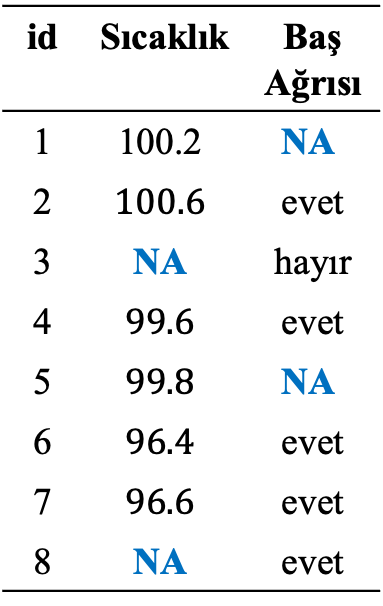 id Sıcaklık Baş
Ağrısı
1 100.2 NA
2 100.6 evet
3 NA hayır
4 99.6 evet
5 99.8 NA
6 96.4 evet
7 96.6 evet
8 NA evet